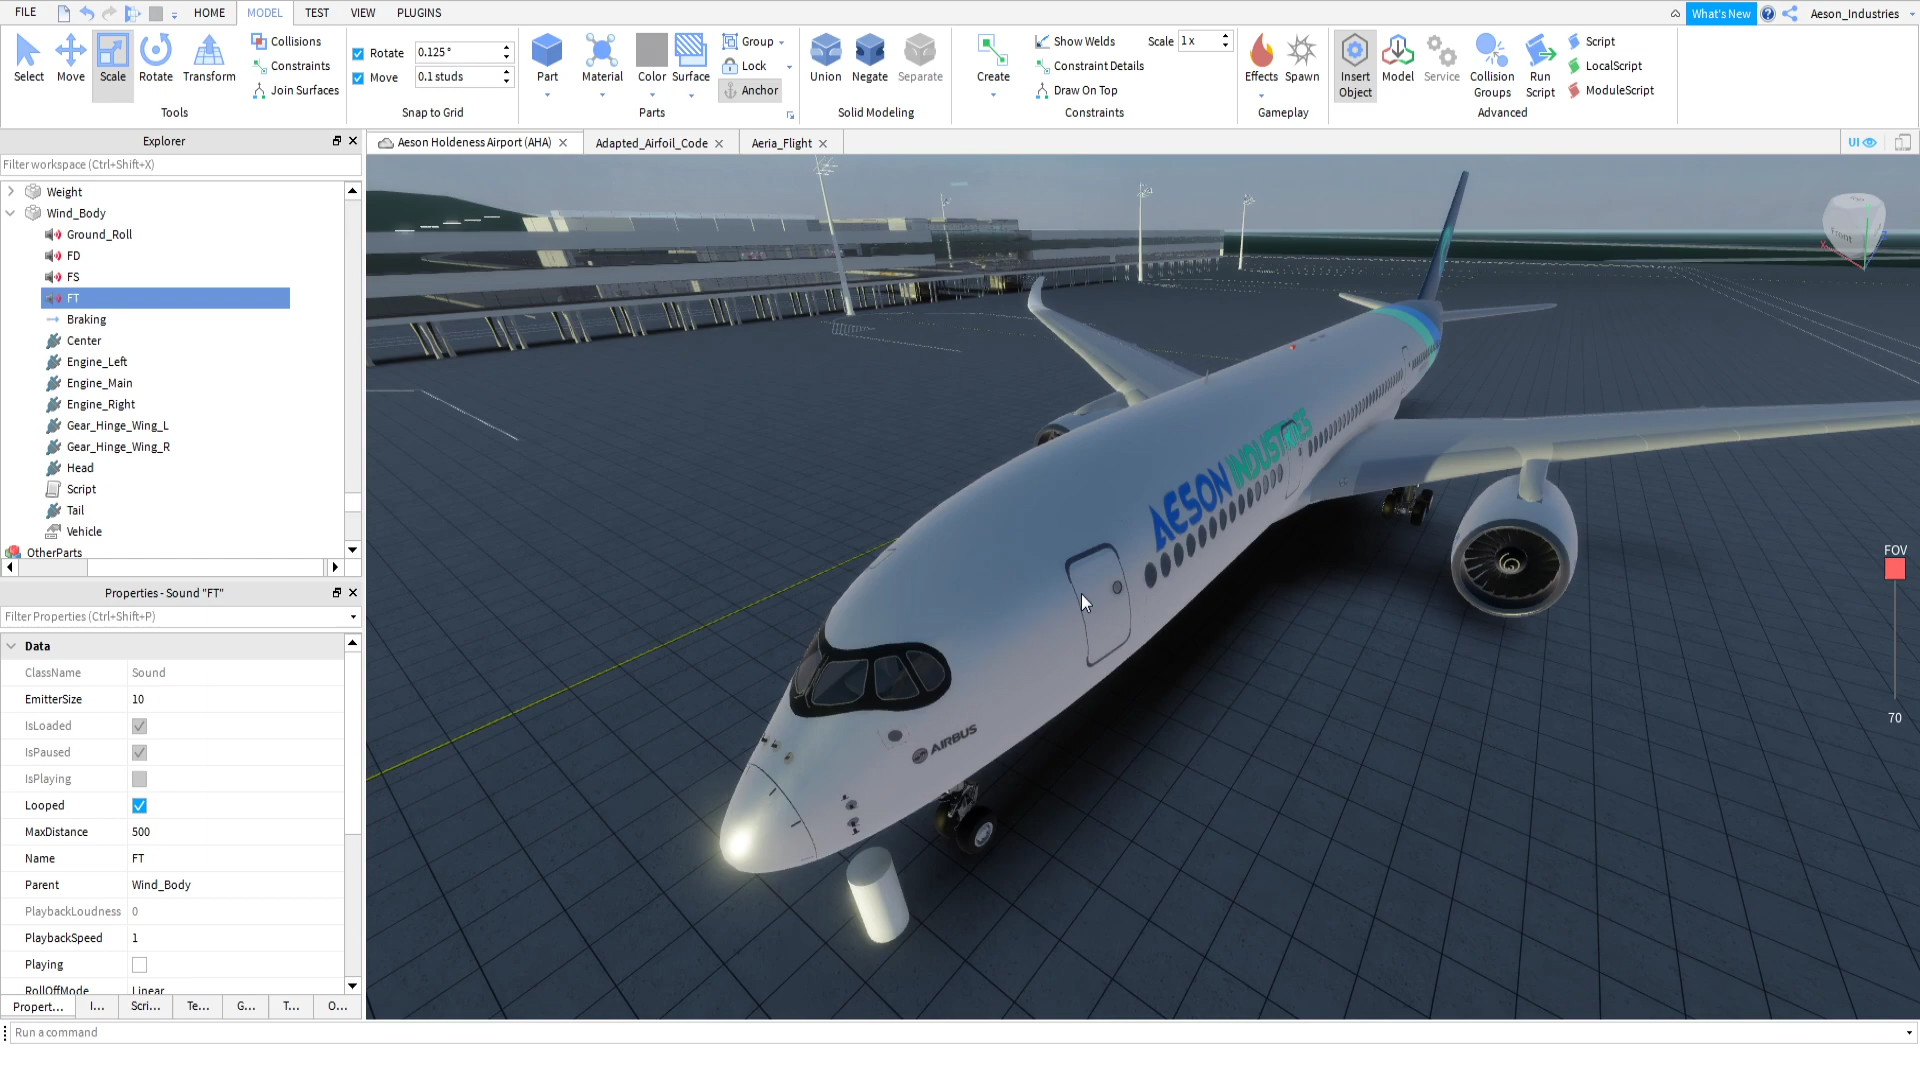 FILE HOME MODEL TEST VIEW PLUGINS What's New Aeson_Industries
Select Move Scale Rotate Transform
Collisions
Constraints
Join Surfaces
Tools
Rotate 0.125 °
Move 0.1 studs
Snap to Grid
Part Material Color Surface
Group
Lock
Anchor
Parts
Union Negate Separate
Solid Modeling
Create
Show Welds Scale 1 x
Constraint Details
Draw On Top
Constraints
Effects Spawn
Gameplay
Insert Object Model Service Collision Groups Run Script
Script
LocalScript
ModuleScript
Advanced
Explorer
Filter workspace (Ctrl+Shift+X)
Weight
Wind_Body
Ground_Roll
FD
FS
FT
Braking
Center
Engine_Left
Engine_Main
Engine_Right
Gear_Hinge_Wing_L
Gear_Hinge_Wing_R
Head
Script
Tail
Vehicle
OtherParts
Properties - Sound "FT"
Filter Properties (Ctrl+Shift+P)
Data
ClassName Sound
EmitterSize 10
IsLoaded
IsPaused
IsPlaying
Looped
MaxDistance 500
Name FT
Parent Wind_Body
PlaybackLoudness 0
PlaybackSpeed 1
Playing
RollOffMode Linear
Propert... I... Scri... Te... G... T... O...
Run a command
Aeson Holdeness Airport (AHA) Adapted_Airfoil_Code Aeria_Flight UI
Front
AESON INDUSTRIES
AIRBUS
FOV
70